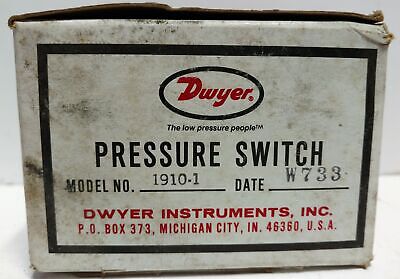 Dwyer®
The low pressure people™
PRESSURE SWITCH
MODEL NO. 1910-1 DATE W733
DWYER INSTRUMENTS, INC.
P.O. BOX 373, MICHIGAN CITY, IN. 46360, U.S.A.